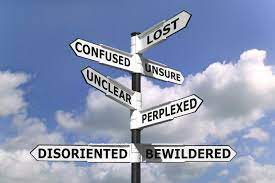 LOST
CONFUSED
UNSURE
UNCLEAR
PERPLEXED
DISORIENTED
BEWILDERED